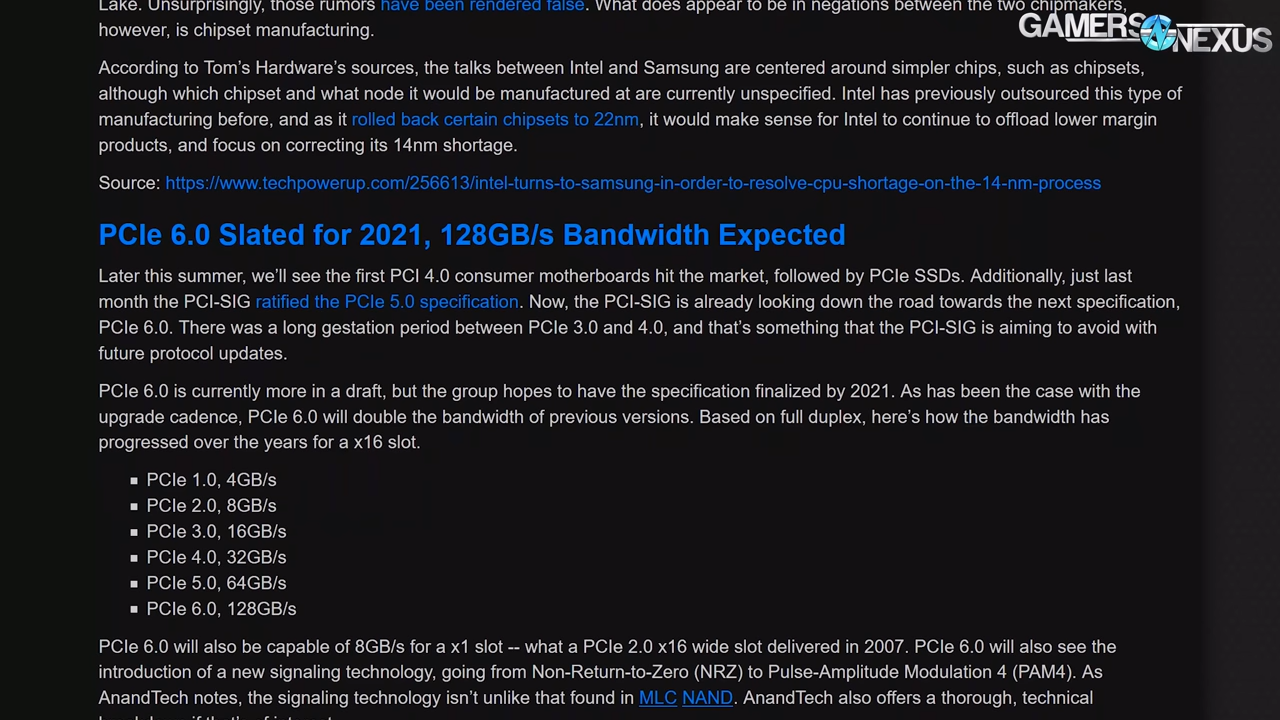 Lake. Unsurprisingly, those rumors have been rendered false. What does appear to be in negations between the two chipmakers,
GAMERS NEXUS
however, is chipset manufacturing.
According to Tom's Hardware's sources, the talks between Intel and Samsung are centered around simpler chips, such as chipsets,
although which chipset and what node it would be manufactured at are currently unspecified. Intel has previously outsourced this type of
manufacturing before, and as it rolled back certain chipsets to 22nm, it would make sense for Intel to continue to offload lower margin
products, and focus on correcting its 14nm shortage.
Source: https://www.techpowerup.com/256613/intel-turns-to-samsung-in-order-to-resolve-cpu-shortage-on-the-14-nm-process
PCIe 6.0 Slated for 2021, 128GB/s Bandwidth Expected
Later this summer, we'll see the first PCI 4.0 consumer motherboards hit the market, followed by PCIe SSDs. Additionally, just last
month the PCI-SIG ratified the PCIe 5.0 specification. Now, the PCI-SIG is already looking down the road towards the next specification,
PCIe 6.0. There was a long gestation period between PCIe 3.0 and 4.0, and that's something that the PCI-SIG is aiming to avoid with
future protocol updates.
PCIe 6.0 is currently more in a draft, but the group hopes to have the specification finalized by 2021. As has been the case with the
upgrade cadence, PCIe 6.0 will double the bandwidth of previous versions. Based on full duplex, here's how the bandwidth has
progressed over the years for a x16 slot.
▪ PCIe 1.0, 4GB/s
▪ PCIe 2.0, 8GB/s
▪ PCIe 3.0, 16GB/s
▪ PCIe 4.0, 32GB/s
▪ PCIe 5.0, 64GB/s
▪ PCIe 6.0, 128GB/s
PCIe 6.0 will also be capable of 8GB/s for a x1 slot -- what a PCIe 2.0 x16 wide slot delivered in 2007. PCIe 6.0 will also see the
introduction of a new signaling technology, going from Non-Return-to-Zero (NRZ) to Pulse-Amplitude Modulation 4 (PAM4). As
AnandTech notes, the signaling technology isn't unlike that found in MLC NAND. AnandTech also offers a thorough, technical